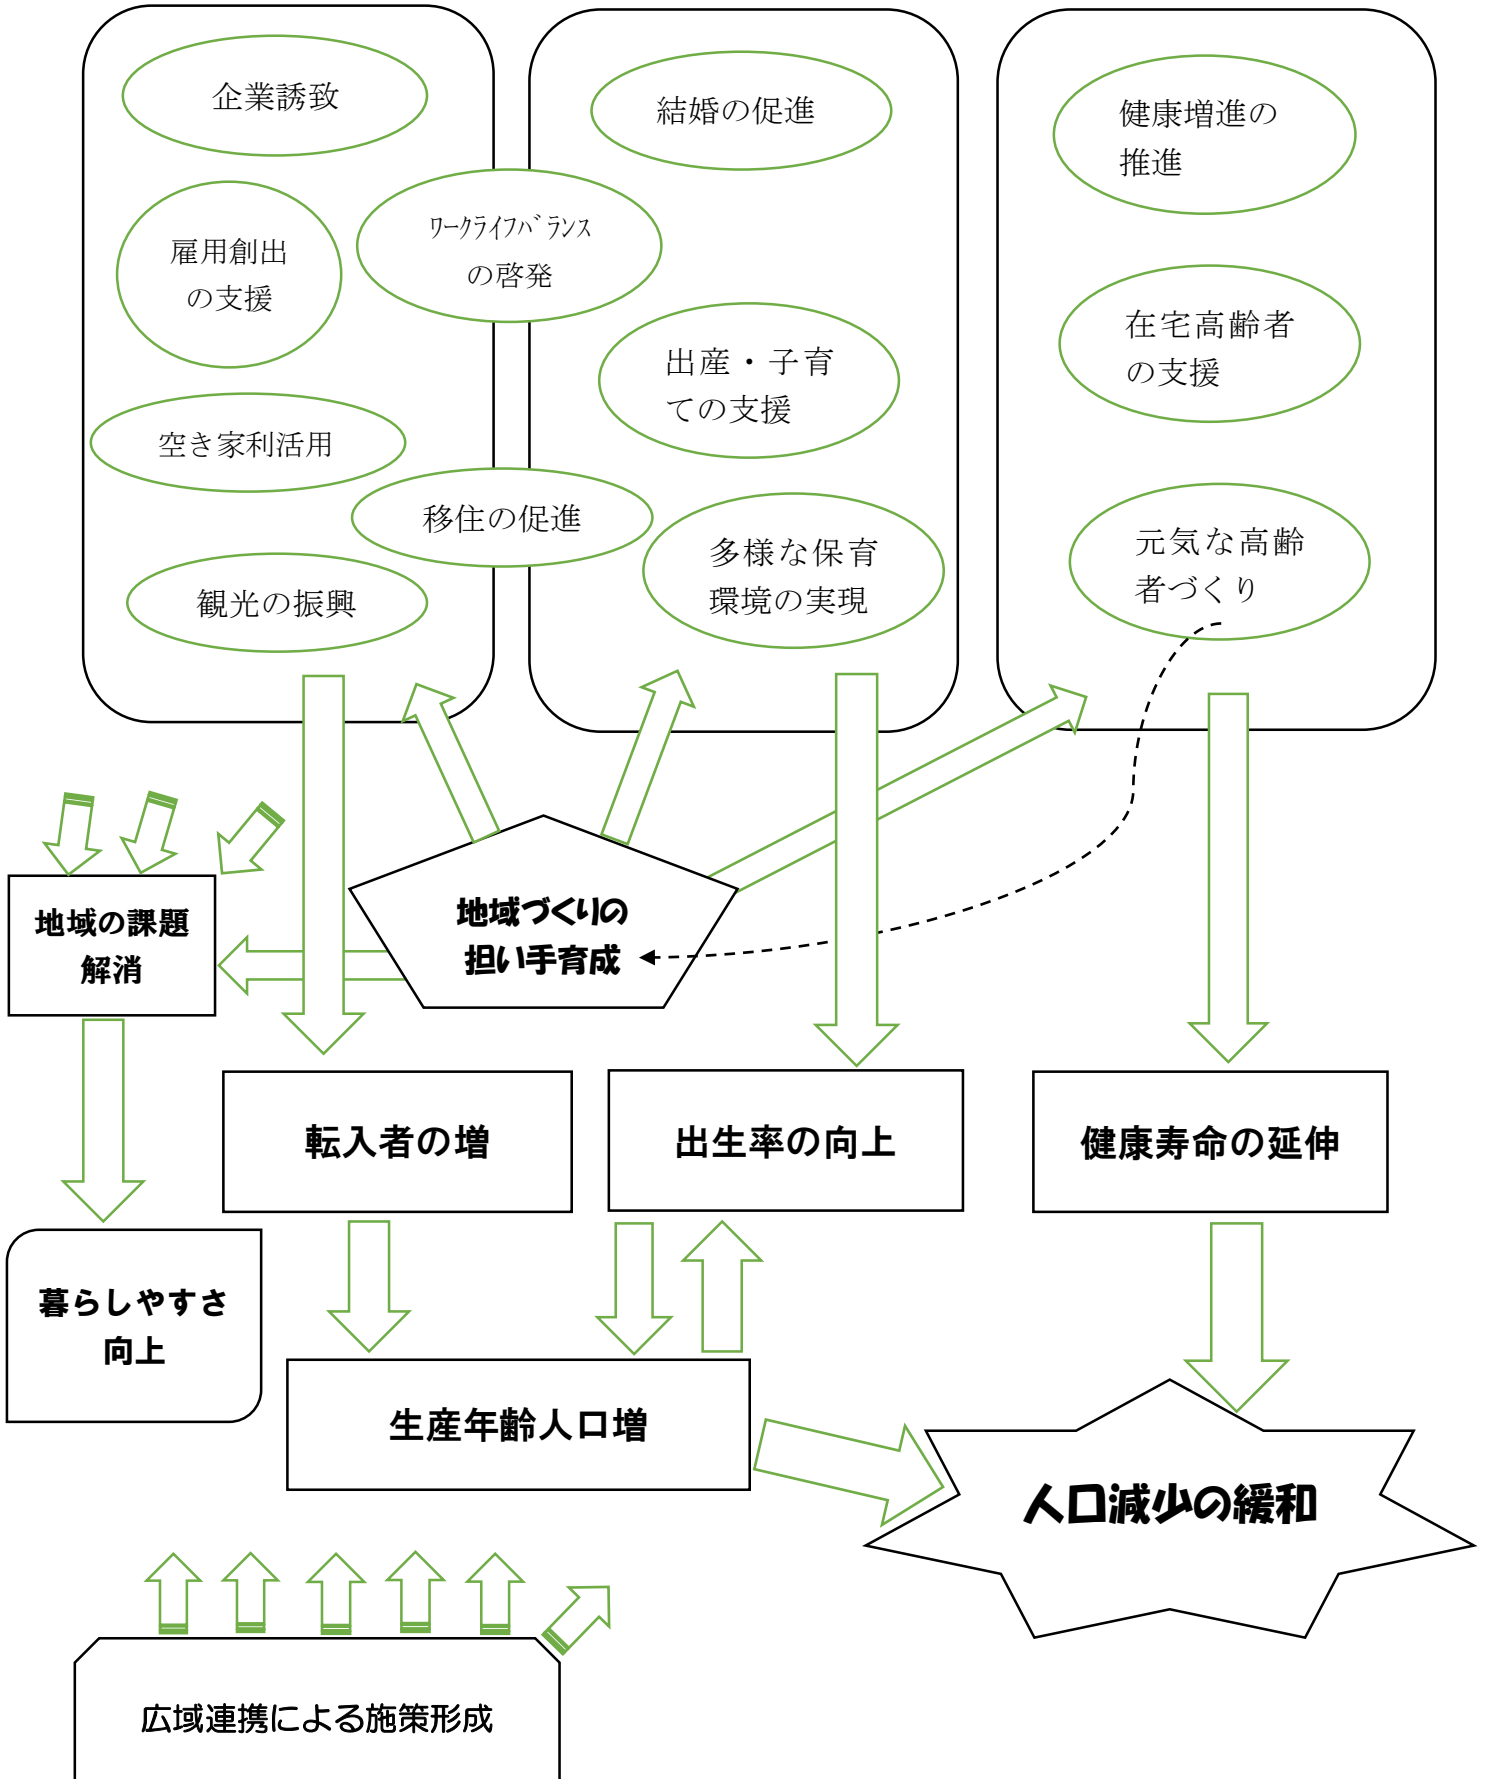 企業誘致
雇用創出
の支援
ﾜｰｸﾗｲﾌﾊﾞﾗﾝｽ
の啓発
空き家利活用
移住の促進
観光の振興
結婚の促進
出産・子育
ての支援
多様な保育
環境の実現
健康増進の
推進
在宅高齢者
の支援
元気な高齢
者づくり
地域づくりの
担い手育成
地域の課題
解消
転入者の増
出生率の向上
健康寿命の延伸
暮らしやすさ
向上
生産年齢人口増
人口減少の緩和
広域連携による施策形成